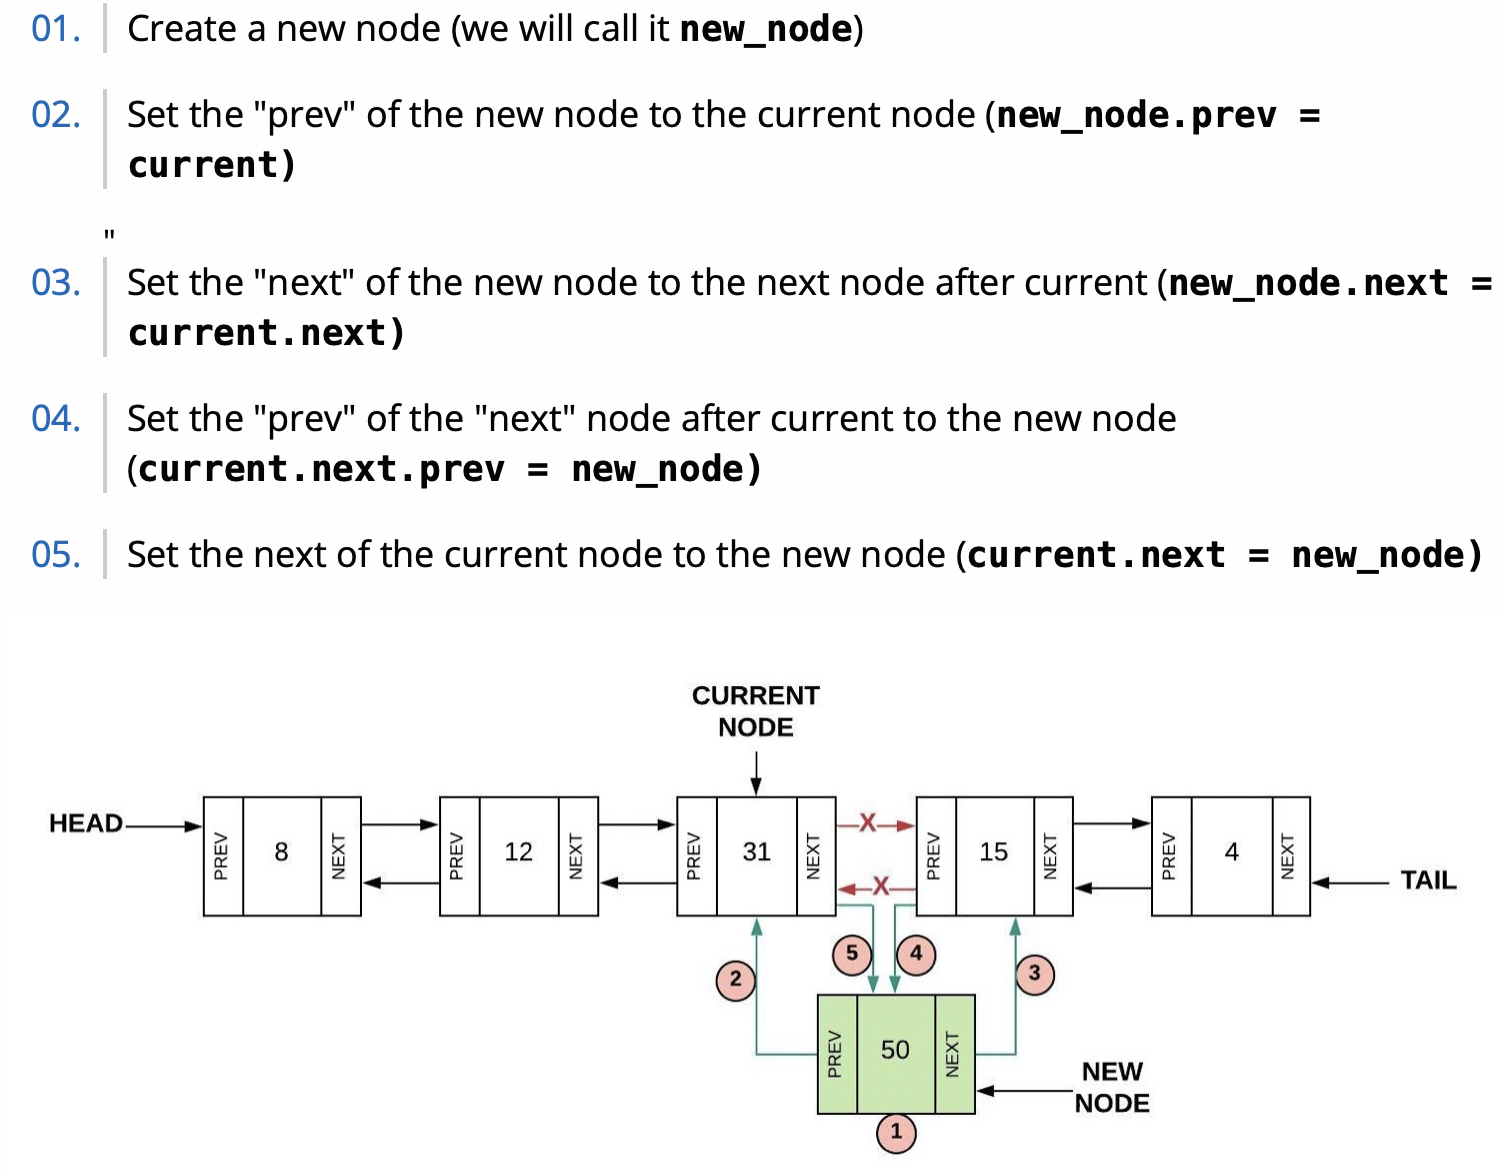 01. Create a new node (we will call it new_node)
02. Set the "prev" of the new node to the current node (new_node.prev =
current)
"
03. Set the "next" of the new node to the next node after current (new_node.next =
current.next)
04. Set the "prev" of the "next" node after current to the new node
(current.next.prev = new_node)
05. Set the next of the current node to the new node (current.next = new_node)
CURRENT
NODE
HEAD
PREV 8 NEXT
PREV 12 NEXT
PREV 31 NEXT
X
X
PREV 15 NEXT
PREV 4 NEXT
TAIL
2
5
4
3
PREV 50 NEXT
NEW
NODE
1